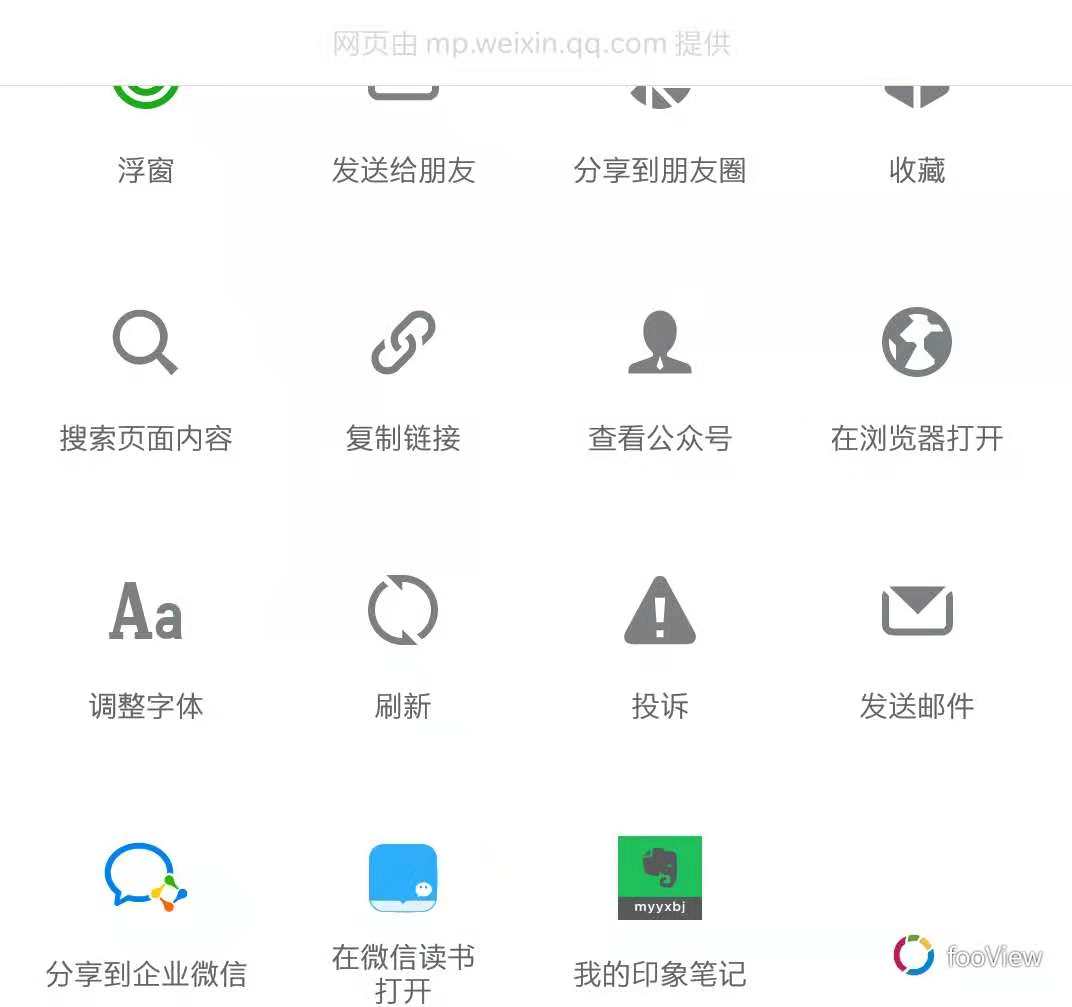 网页由 mp.weixin.qq.com 提供
浮窗
发送给朋友
分享到朋友圈
收藏
搜索页面内容
复制链接
查看公众号
在浏览器打开
Aa
调整字体
刷新
投诉
发送邮件
myyxbj
分享到企业微信
在微信读书
打开
我的印象笔记
fooView